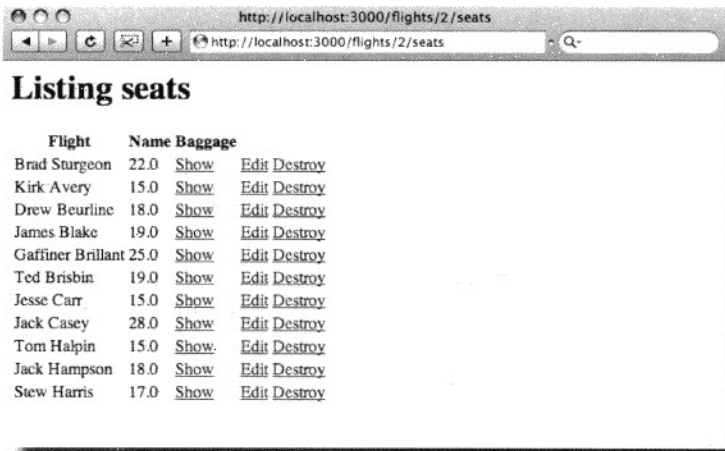 http://localhost:3000/flights/2/seats
http://localhost:3000/flights/2/seats
Listing seats
Flight Name Baggage
Brad Sturgeon 22.0 Show Edit Destroy
Kirk Avery 15.0 Show Edit Destroy
Drew Beurline 18.0 Show Edit Destroy
James Blake 19.0 Show Edit Destroy
Gaffiner Brillant 25.0 Show Edit Destroy
Ted Brisbin 19.0 Show Edit Destroy
Jesse Carr 15.0 Show Edit Destroy
Jack Casey 28.0 Show Edit Destroy
Tom Halpin 15.0 Show Edit Destroy
Jack Hampson 18.0 Show Edit Destroy
Stew Harris 17.0 Show Edit Destroy